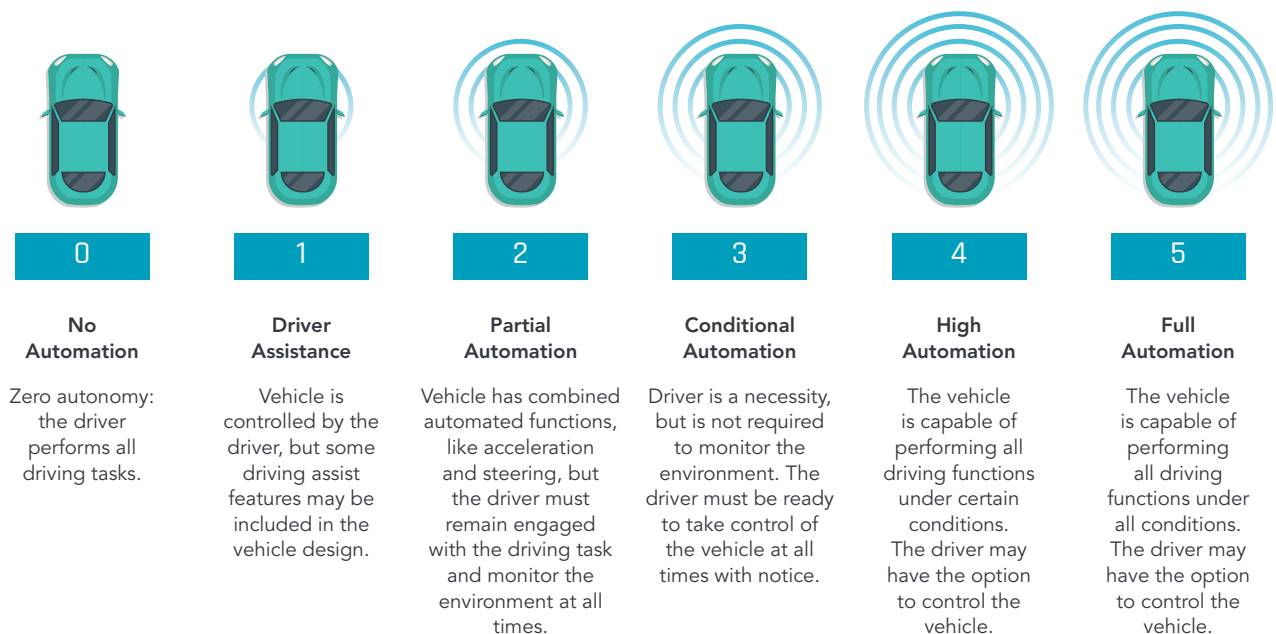 0
No
Automation
Zero autonomy:
the driver
performs all
driving tasks.
1
Driver
Assistance
Vehicle is
controlled by the
driver, but some
driving assist
features may be
included in the
vehicle design.
2
Partial
Automation
Vehicle has combined
automated functions,
like acceleration
and steering, but
the driver must
remain engaged
with the driving task
and monitor the
environment at all
times.
3
Conditional
Automation
Driver is a necessity,
but is not required
to monitor the
environment. The
driver must be ready
to take control of
the vehicle at all
times with notice.
4
High
Automation
The vehicle
is capable of
performing all
driving functions
under certain
conditions.
The driver may
have the option
to control the
vehicle.
5
Full
Automation
The vehicle
is capable of
performing
all driving
functions under
all conditions.
The driver may
have the option
to control the
vehicle.